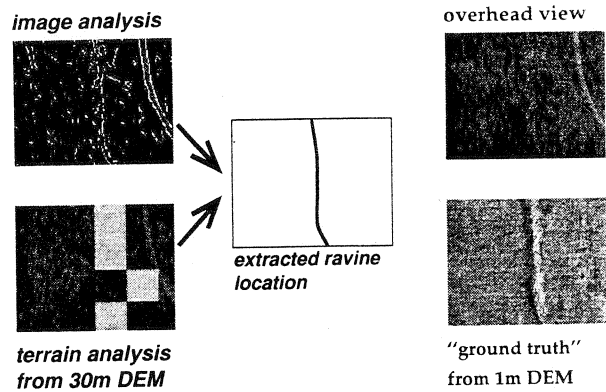 image analysis
overhead view
extracted ravine
location
terrain analysis
from 30m DEM
“ground truth”
from 1m DEM